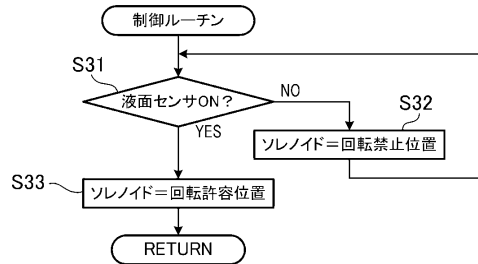 制御ルーチン
S31
液面センサON？
NO
S32
YES
ソレノイド＝回転禁止位置
S33
ソレノイド＝回転許容位置
RETURN